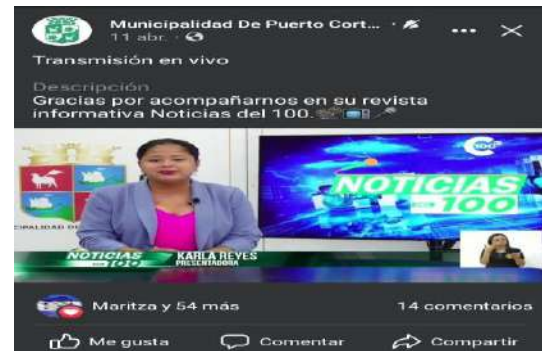 Municipalidad De Puerto Cort... ·
11 abr. ·
Transmisión en vivo
Descripción
Gracias por acompañarnos en su revista
informativa Noticias del 100.
100
NOTICIAS
100
NOTICIAS
KARLA REYES
PRESENTADORA
Maritza y 54 más
14 comentarios
Me gusta
Comentar
Compartir